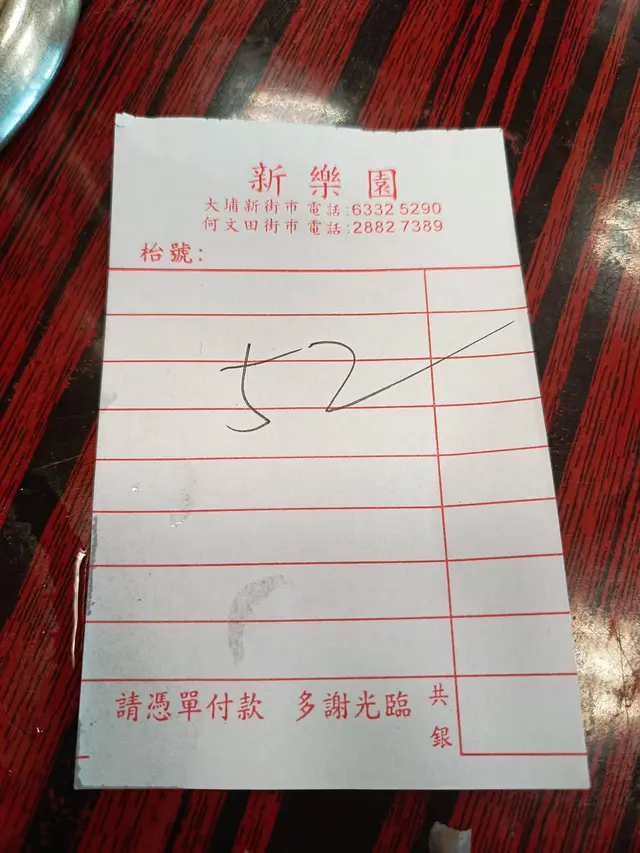 新樂園
大埔新街市 電話:6332 5290
何文田街市 電話:2882 7389
枱號:
52
請憑單付款 多謝光臨 共銀